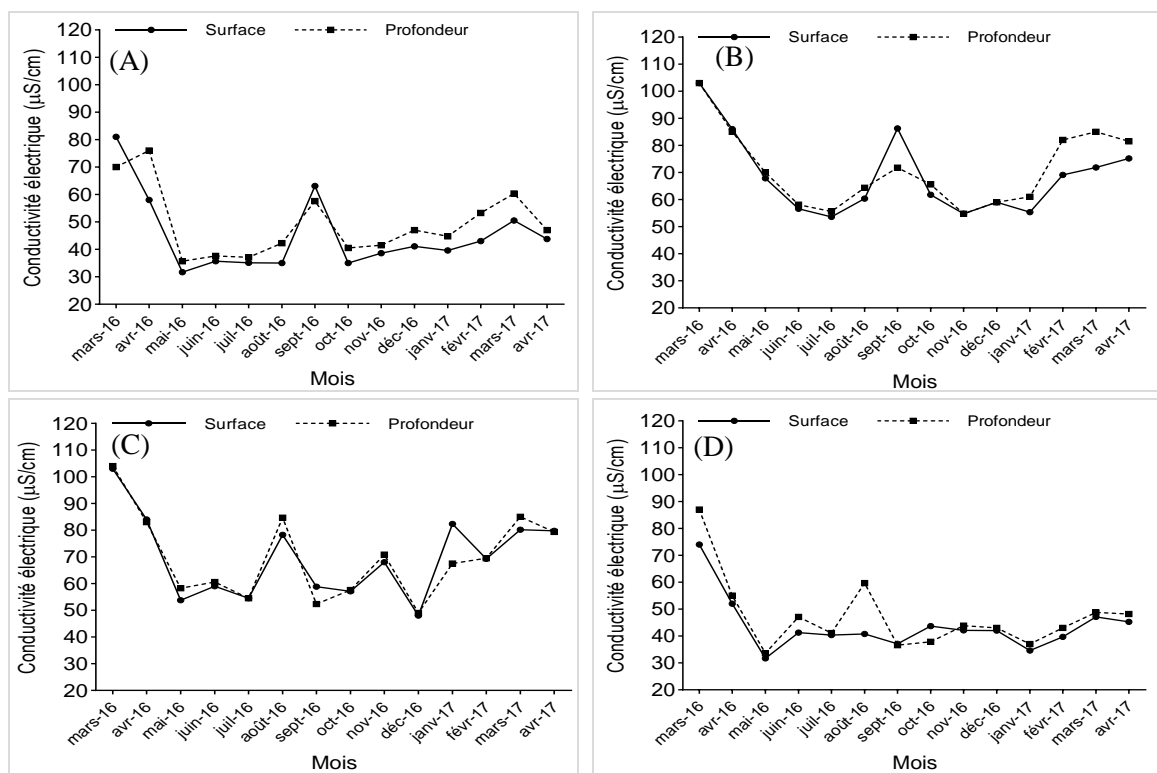 Surface Profondeur
(A)
Conductivité électrique (µS/cm)
120
110
100
90
80
70
60
50
40
30
20
mars-16 avr-16 mai-16 juin-16 juil-16 août-16 sept-16 oct-16 nov-16 déc-16 janv-17 févr-17 mars-17 avr-17
Mois
Surface Profondeur
(B)
Conductivité électrique (µS/cm)
120
110
100
90
80
70
60
50
40
30
20
mars-16 avr-16 mai-16 juin-16 juil-16 août-16 sept-16 oct-16 nov-16 déc-16 janv-17 févr-17 mars-17 avr-17
Mois
Surface Profondeur
(C)
Conductivité électrique (µS/cm)
120
110
100
90
80
70
60
50
40
30
20
mars-16 avr-16 mai-16 juin-16 juil-16 août-16 sept-16 oct-16 nov-16 déc-16 janv-17 févr-17 mars-17 avr-17
Mois
Surface Profondeur
(D)
Conductivité électrique (µS/cm)
120
110
100
90
80
70
60
50
40
30
20
mars-16 avr-16 mai-16 juin-16 juil-16 août-16 sept-16 oct-16 nov-16 déc-16 janv-17 févr-17 mars-17 avr-17
Mois